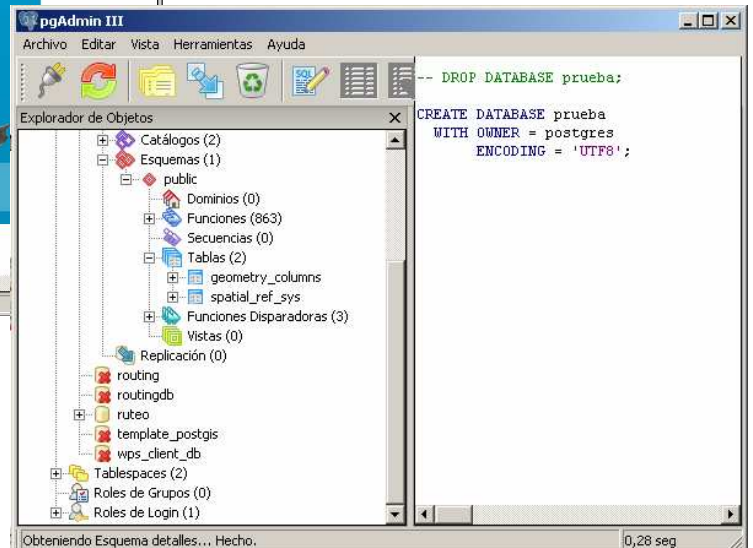 pgAdmin III
Archivo Editar Vista Herramientas Ayuda
SQL
Explorador de Objetos
Catálogos (2)
Esquemas (1)
public
Dominios (0)
Funciones (863)
Secuencias (0)
Tablas (2)
geometry_columns
spatial_ref_sys
Funciones Disparadoras (3)
Vistas (0)
Replicación (0)
routing
routingdb
ruteo
template_postgis
wps_client_db
Tablespaces (2)
Roles de Grupos (0)
Roles de Login (1)
-- DROP DATABASE prueba;
CREATE DATABASE prueba
WITH OWNER = postgres
ENCODING = 'UTF8';
Obteniendo Esquema detalles... Hecho.
0,28 seg